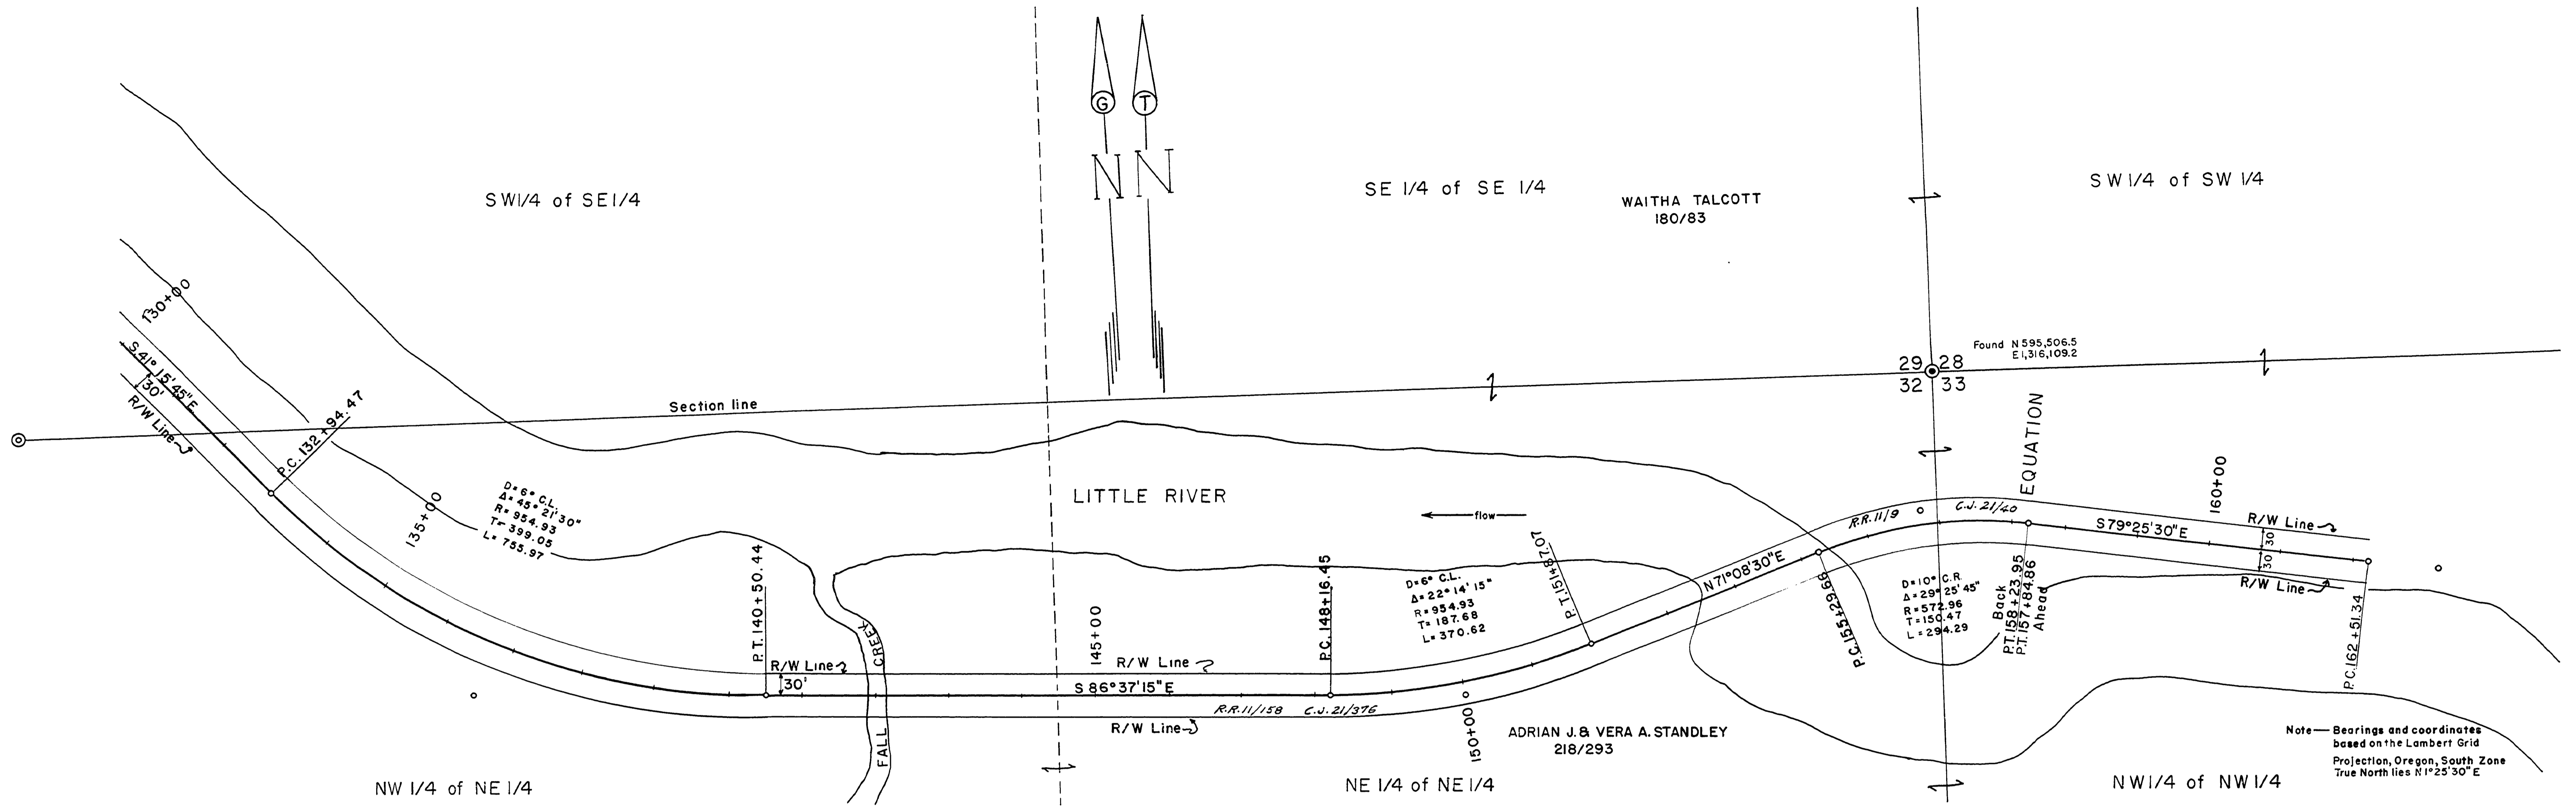 G
T
N
N
SW1/4 of SE1/4
SE 1/4 of SE 1/4
WAITHA TALCOTT
180/83
SW 1/4 of SW 1/4
130+00
S.41° 15'45"E
30'
R/W Line
P.C. 132+94.47
Section line
Found N 595,506.5
E 1,316,109.2
29 28
32 33
EQUATION
135+00
D=6° C.L.
Δ=45°21'30"
R=954.93
T=399.05
L=755.97
LITTLE RIVER
flow
P.T. 140+50.44
R/W Line
30'
FALL CREEK
145+00
R/W Line
S 86°37'15"E
R.R.11/158 C.J.21/376
R/W Line
P.C. 148+16.45
D=6° C.L.
Δ=22°14'15"
R=954.93
T=187.68
L=370.62
150+00
P.T.151+87.07
N71°08'30"E
R.R.11/9 C.J.21/40
P.C.155+29.66
D=10° C.R.
Δ=29°25'45"
R=572.96
T=150.47
L=294.29
Back
P.T.158+23.95
P.T.157+84.86
Ahead
160+00
S79°25'30"E
R/W Line
30'
30'
R/W Line
P.C.162+51.34
ADRIAN J. & VERA A. STANDLEY
218/293
NW 1/4 of NE 1/4
NE 1/4 of NE 1/4
NW1/4 of NW 1/4
Note — Bearings and coordinates
based on the Lambert Grid
Projection, Oregon, South Zone
True North lies N 1°25'30"E